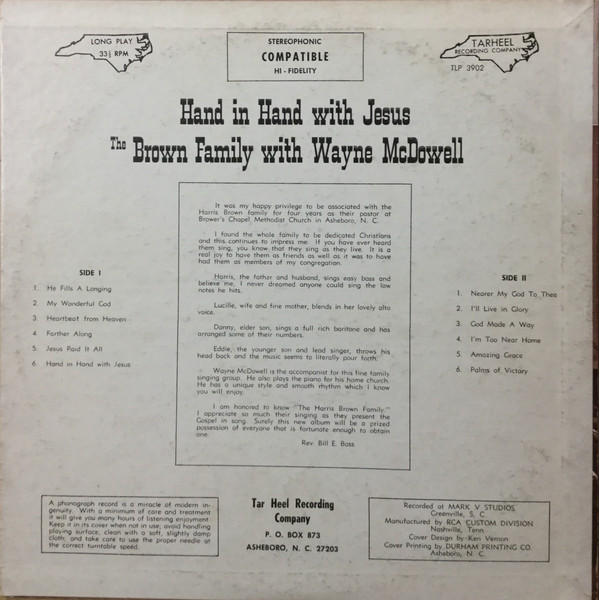 LONG PLAY
33⅓ RPM
STEREOPHONIC
COMPATIBLE
HI - FIDELITY
TARHEEL
RECORDING COMPANY
TLP 3902
Hand in Hand with Jesus
The Brown Family with Wayne McDowell
It was my happy privilege to be associated with the
Harris Brown family for four years as their pastor at
Brower's Chapel Methodist Church in Asheboro, N. C.
I found the whole family to be dedicated Christians
and this continues to impress me. If you have ever heard
them sing, you know that they sing as they live. It is a
real joy to have them as friends as well as it was to have
had them as members of my congregation.
Harris, the father and husband, sings easy bass and
believe me, I never dreamed anyone could sing the low
notes he hits.
Lucille, wife and fine mother, blends in her lovely alto
voice.
Danny, elder son, sings a full rich baritone and has
arranged some of their numbers.
Eddie, the younger son and lead singer, throws his
head back and the music seems to literally pour forth.
Wayne McDowell is the accompanist for this fine family
singing group. He also plays the piano for his home church.
He has a unique style and smooth rhythm which I know
you will enjoy.
I am honored to know "The Harris Brown Family."
I appreciate so much their singing as they present the
Gospel in song. Surely this new album will be a prized
possession of everyone that is fortunate enough to obtain
one.
Rev. Bill E. Bass
SIDE I
1. He Fills A Longing
2. My Wonderful God
3. Heartbeat from Heaven
4. Farther Along
5. Jesus Paid It All
6. Hand in Hand with Jesus
SIDE II
1. Nearer My God To Thee
2. I'll Live in Glory
3. God Made A Way
4. I'm Too Near Home
5. Amazing Grace
6. Palms of Victary
A phonograph record is a miracle of modern in-
genuity. With a minimum of care and treatment
it will give you many hours of listening enjoyment.
Keep it in its cover when not in use, avoid handling
playing surface, clean with a soft, slightly damp
cloth, and take care to use the proper needle at
the correct turntable speed.
Tar Heel Recording
Company
P. O. BOX 873
ASHEBORO, N. C. 27203
Recorded at MARK V STUDIOS,
Greenville, S. C.
Manufactured by RCA CUSTOM DIVISION
Nashville, Tenn.
Cover Design by - Ken Vernon
Cover Printing by DURHAM PRINTING CO.
Asheboro, N. C.